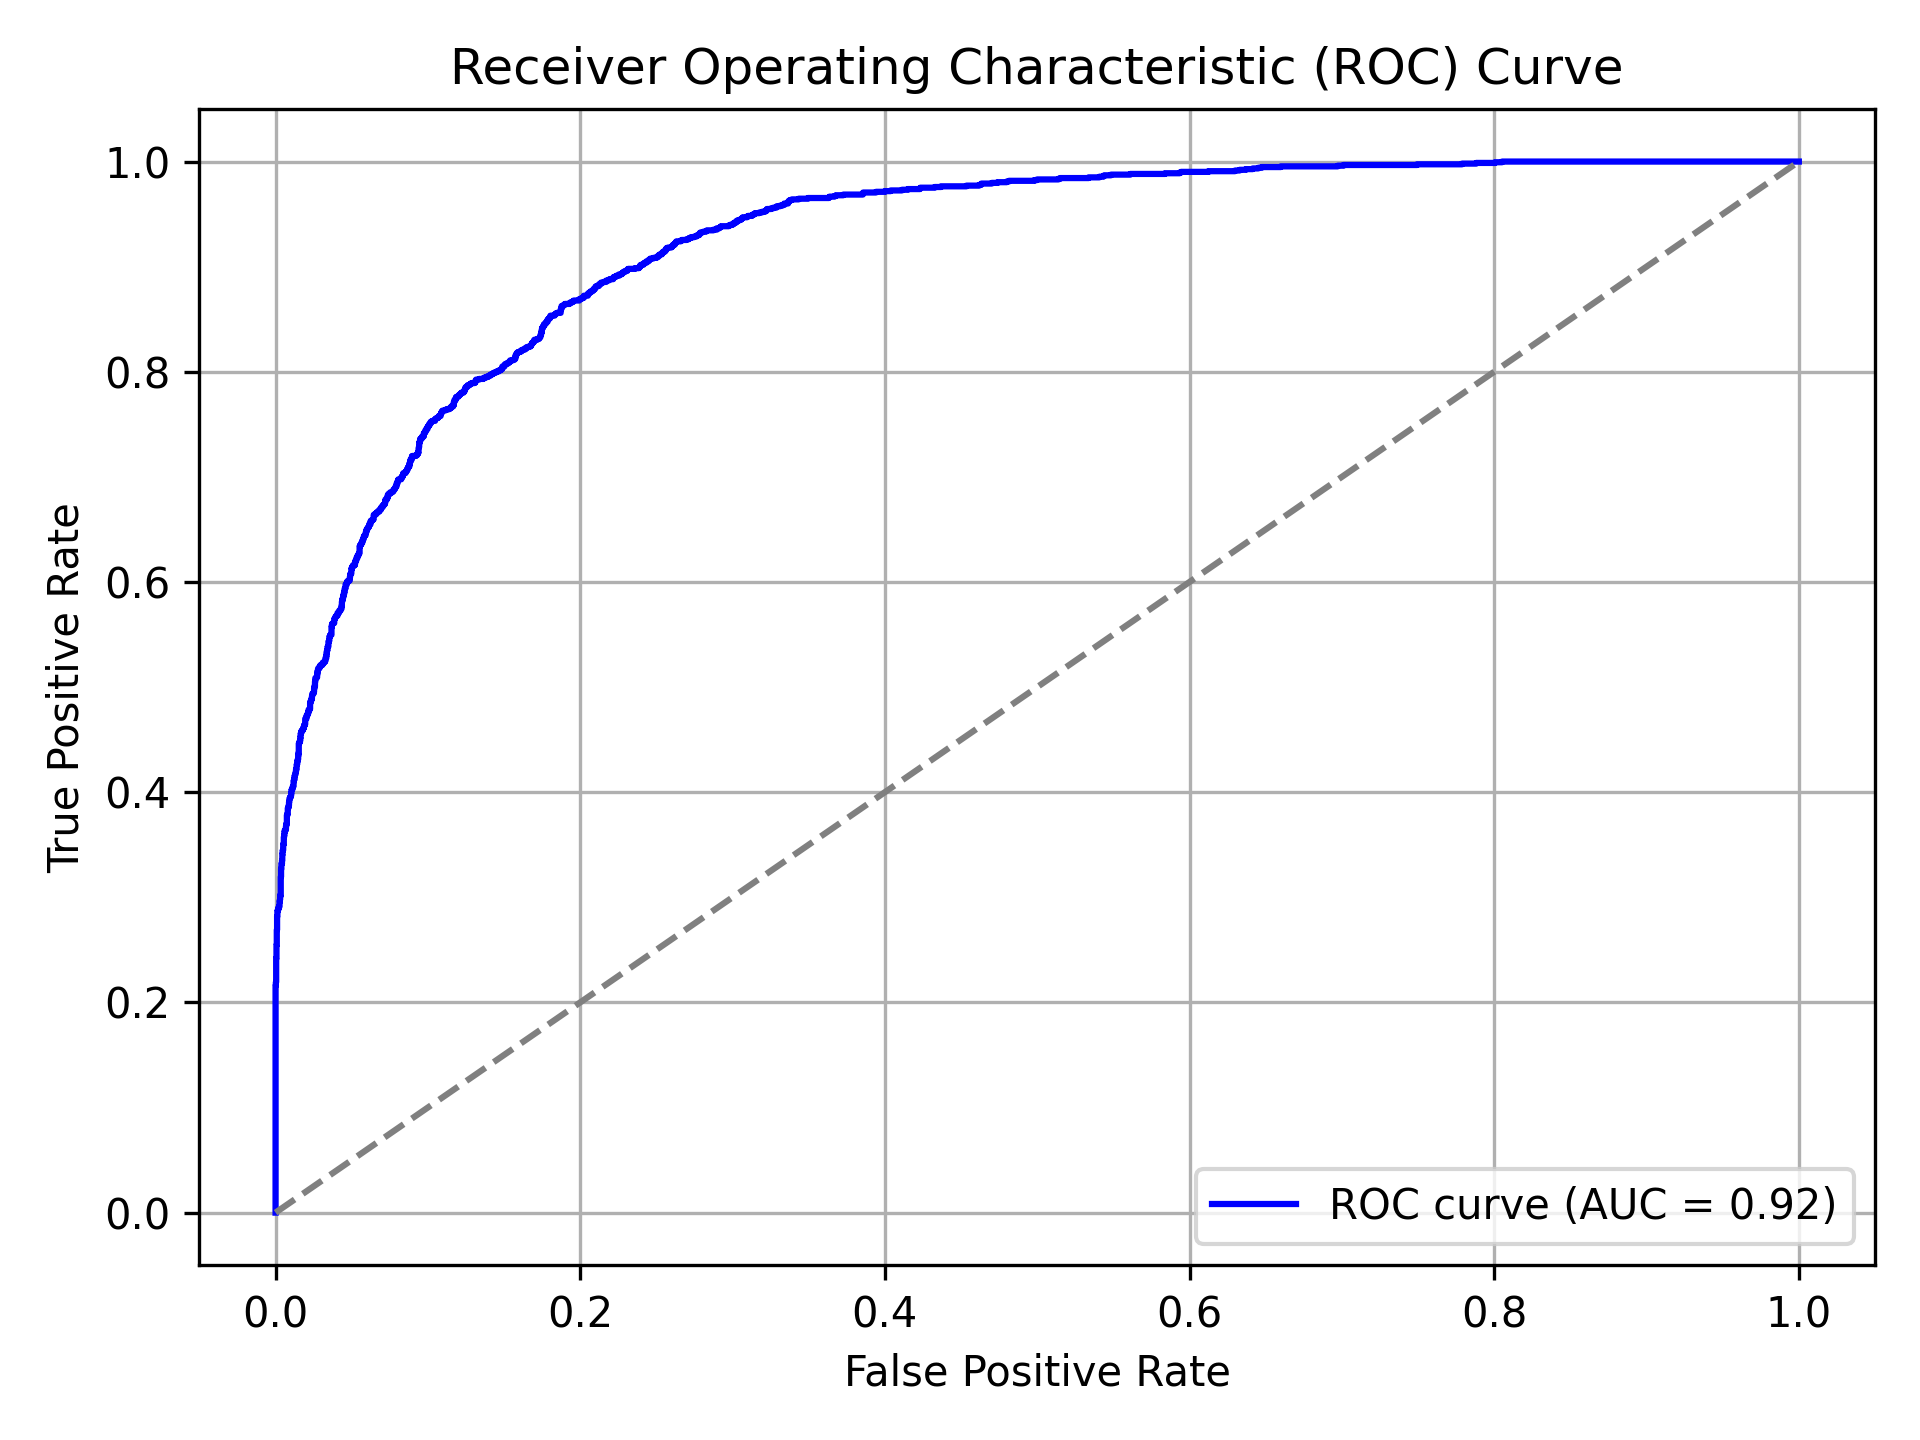 Receiver Operating Characteristic (ROC) Curve
1.0
0.8
0.6
0.4
0.2
0.0
True Positive Rate
0.0 0.2 0.4 0.6 0.8 1.0
False Positive Rate
ROC curve (AUC = 0.92)